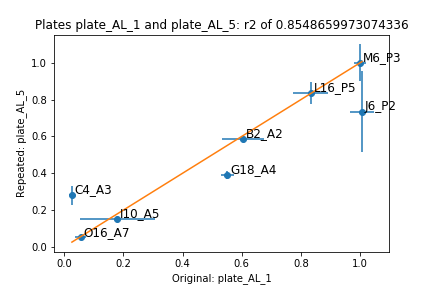 Plates plate_AL_1 and plate_AL_5: r2 of 0.8548659973074336
M6_P3
L16_P5
I6_P2
B2_A2
G18_A4
C4_A3
I10_A5
O16_A7
1.0
0.8
0.6
0.4
0.2
0.0
Repeated: plate_AL_5
0.0 0.2 0.4 0.6 0.8 1.0
Original: plate_AL_1